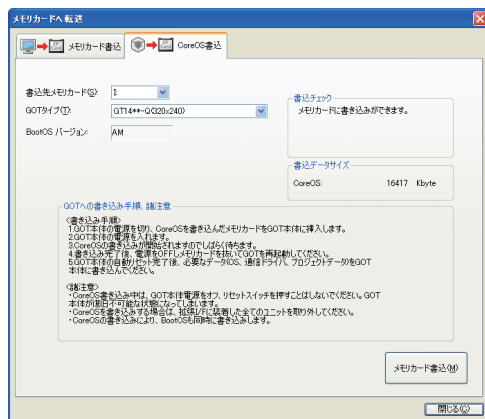 メモリカードへ転送
メモリカード書込
CoreOS書込
書込先メモリカード(S):
I:
GOTタイプ(T):
GT14**-Q(320x240)
BootOS バージョン:
AM
書込チェック
メモリカードに書き込みができます。
書込データサイズ
CoreOS: 16417 Kbyte
GOTへの書き込み手順、諸注意
<書き込み手順>
1.GOT本体の電源を切り、CoreOSを書き込んだメモリカードをGOT本体に挿入します。
2.GOT本体の電源を入れます。
3.CoreOSの書き込みが開始されますのでしばらく待ちます。
4.書き込み完了後、電源をOFFしメモリカードを抜いてGOTを再起動してください。
5.GOT本体の自動リセット完了後、必要なデータ(OS、通信ドライバ、プロジェクトデータ)をGOT
本体に書き込んでください。
<諸注意>
・CoreOS書き込み中は、GOT本体電源をオフ、リセットスイッチを押すことはしないでください。GOT
本体が復旧不可能な状態になってしまいます。
・CoreOSを書き込みする場合は、拡張I/Fに装着した全てのユニットを取り外してください。
・CoreOSの書き込みにより、BootOSも同時に書き込みします。
メモリカード書込(M)
閉じる(C)